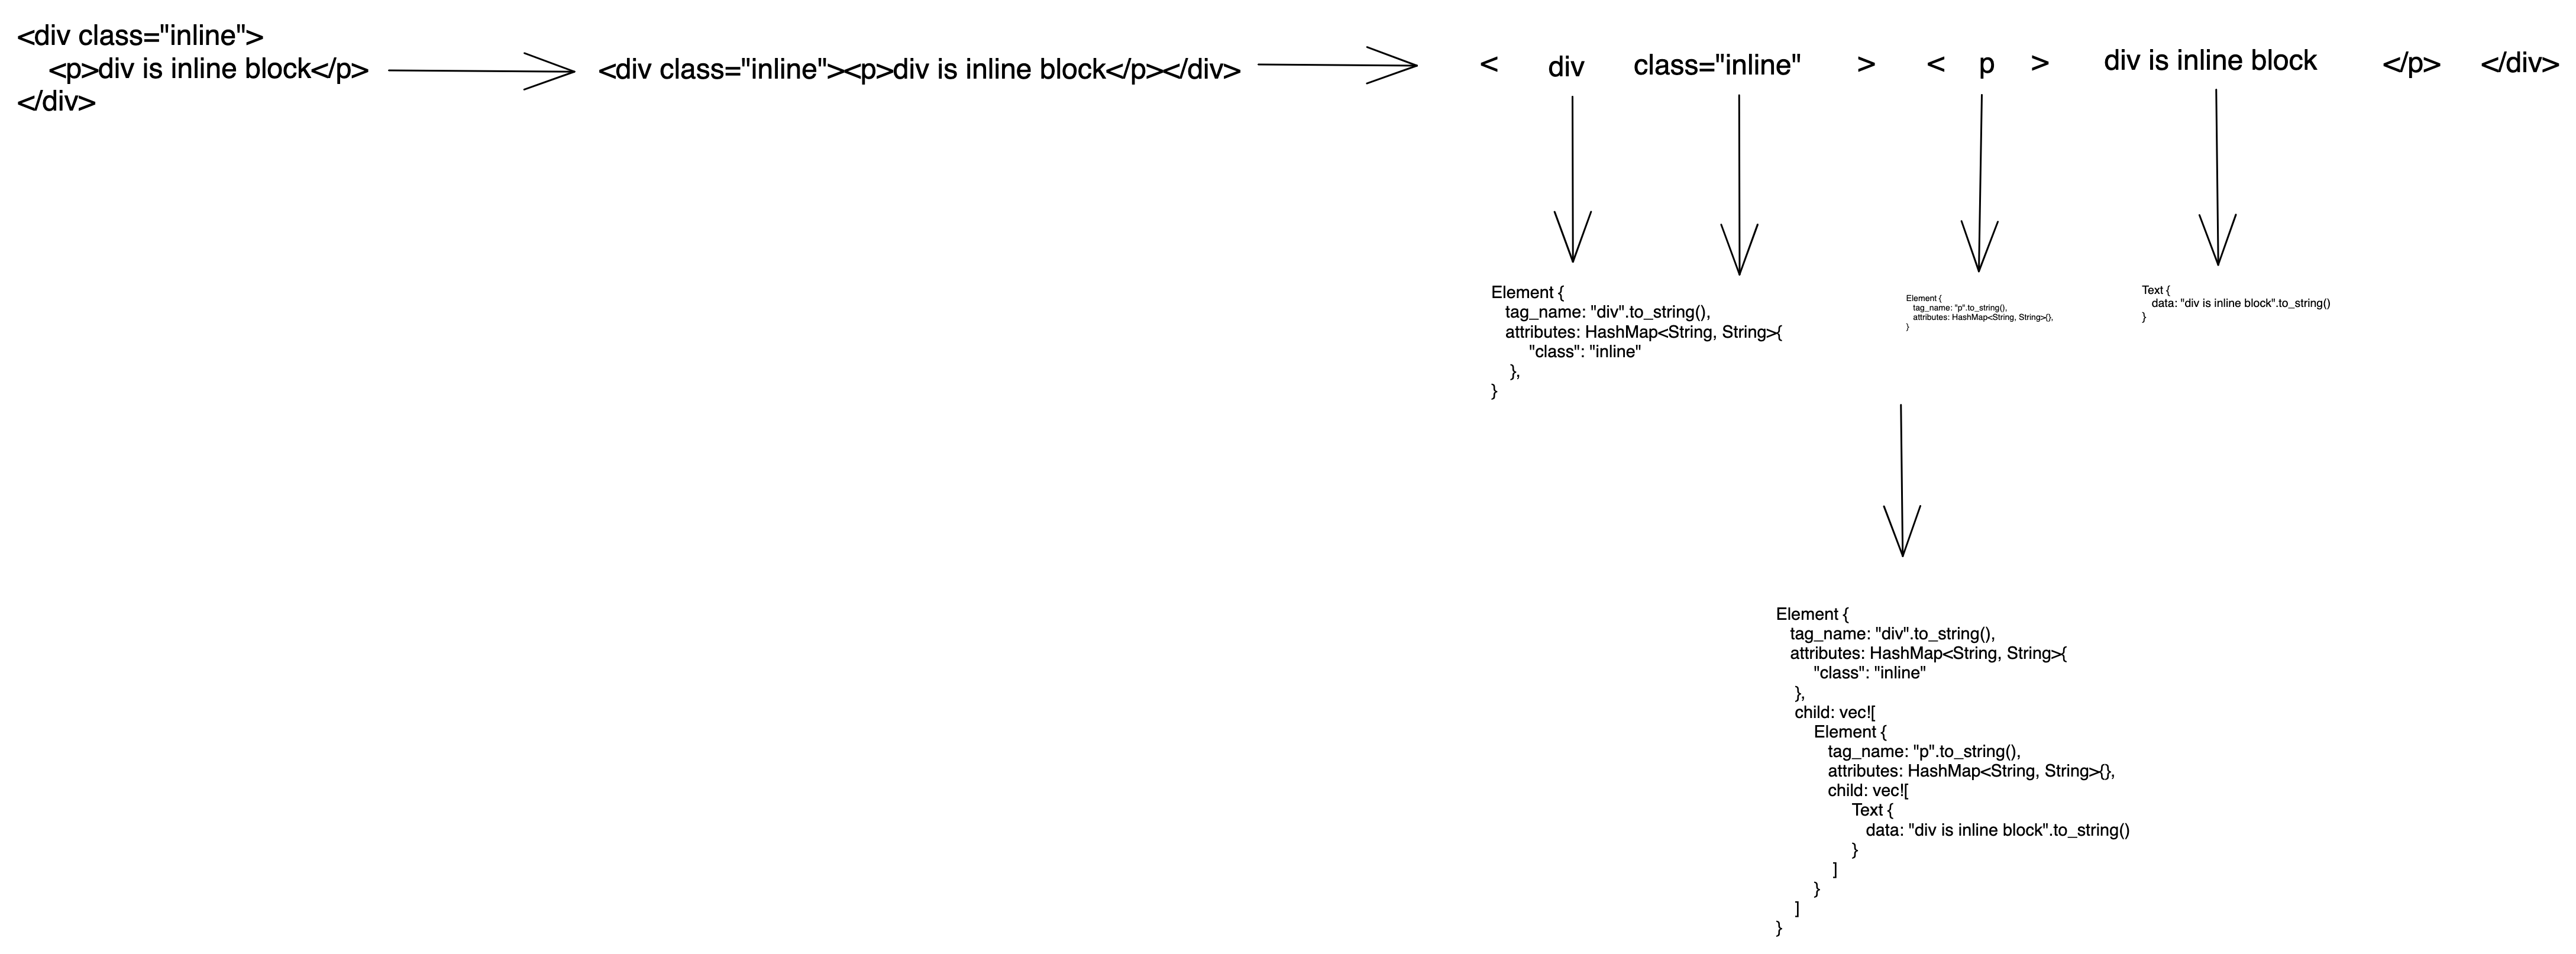 <div class="inline">
<p>div is inline block</p>
</div>
<div class="inline"><p>div is inline block</p></div>
< div class="inline" > < p > div is inline block </p> </div>
Element {
tag_name: "div".to_string(),
attributes: HashMap<String, String>{
"class": "inline"
},
}
Element {
tag_name: "p".to_string(),
attributes: HashMap<String, String>{},
}
Text {
data: "div is inline block".to_string()
}
Element {
tag_name: "div".to_string(),
attributes: HashMap<String, String>{
"class": "inline"
},
child: vec![
Element {
tag_name: "p".to_string(),
attributes: HashMap<String, String>{},
child: vec![
Text {
data: "div is inline block".to_string()
}
]
}
]
}